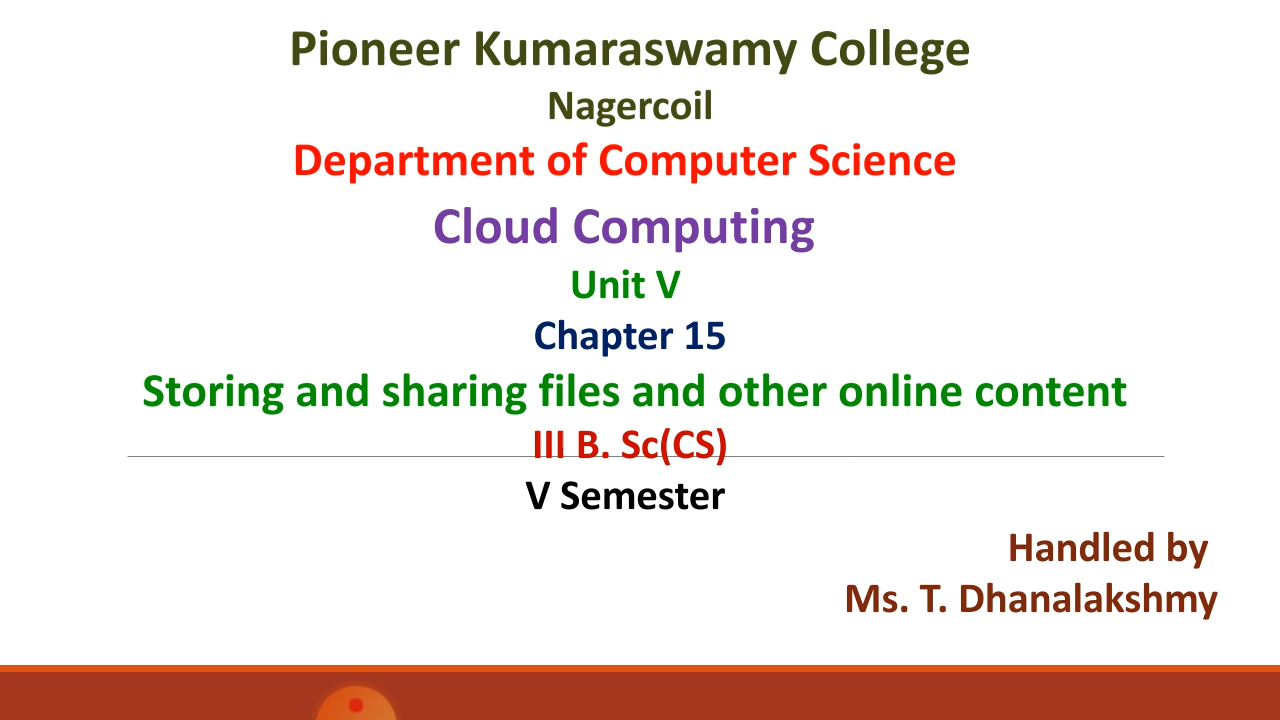 Pioneer Kumaraswamy College
Nagercoil
Department of Computer Science
Cloud Computing
Unit V
Chapter 15
Storing and sharing files and other online content
III B. Sc(CS)
V Semester
Handled by
Ms. T. Dhanalakshmy